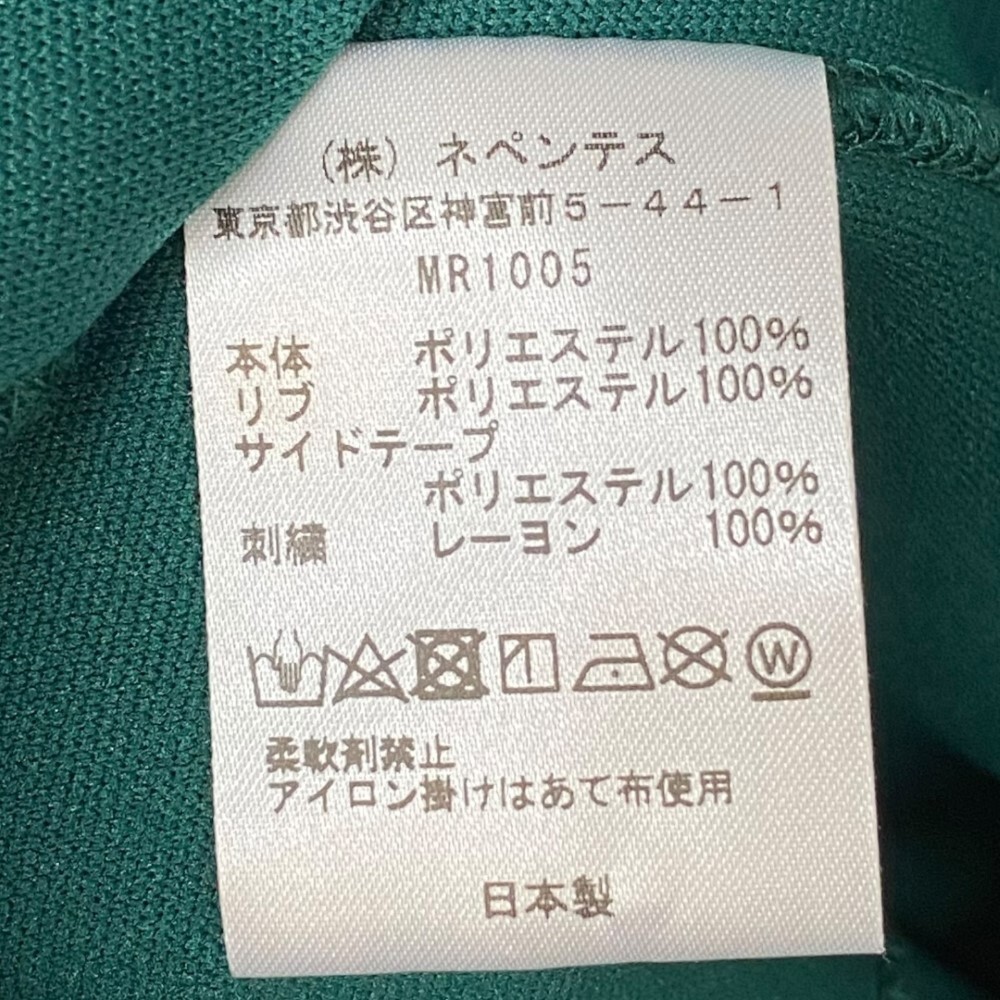 (株) ネペンテス
東京都渋谷区神宮前5-44-1
MR1005
本体 ポリエステル100%
リブ ポリエステル100%
サイドテープ
ポリエステル100%
刺繍 レーヨン 100%
W
柔軟剤禁止
アイロン掛けはあて布使用
日本製